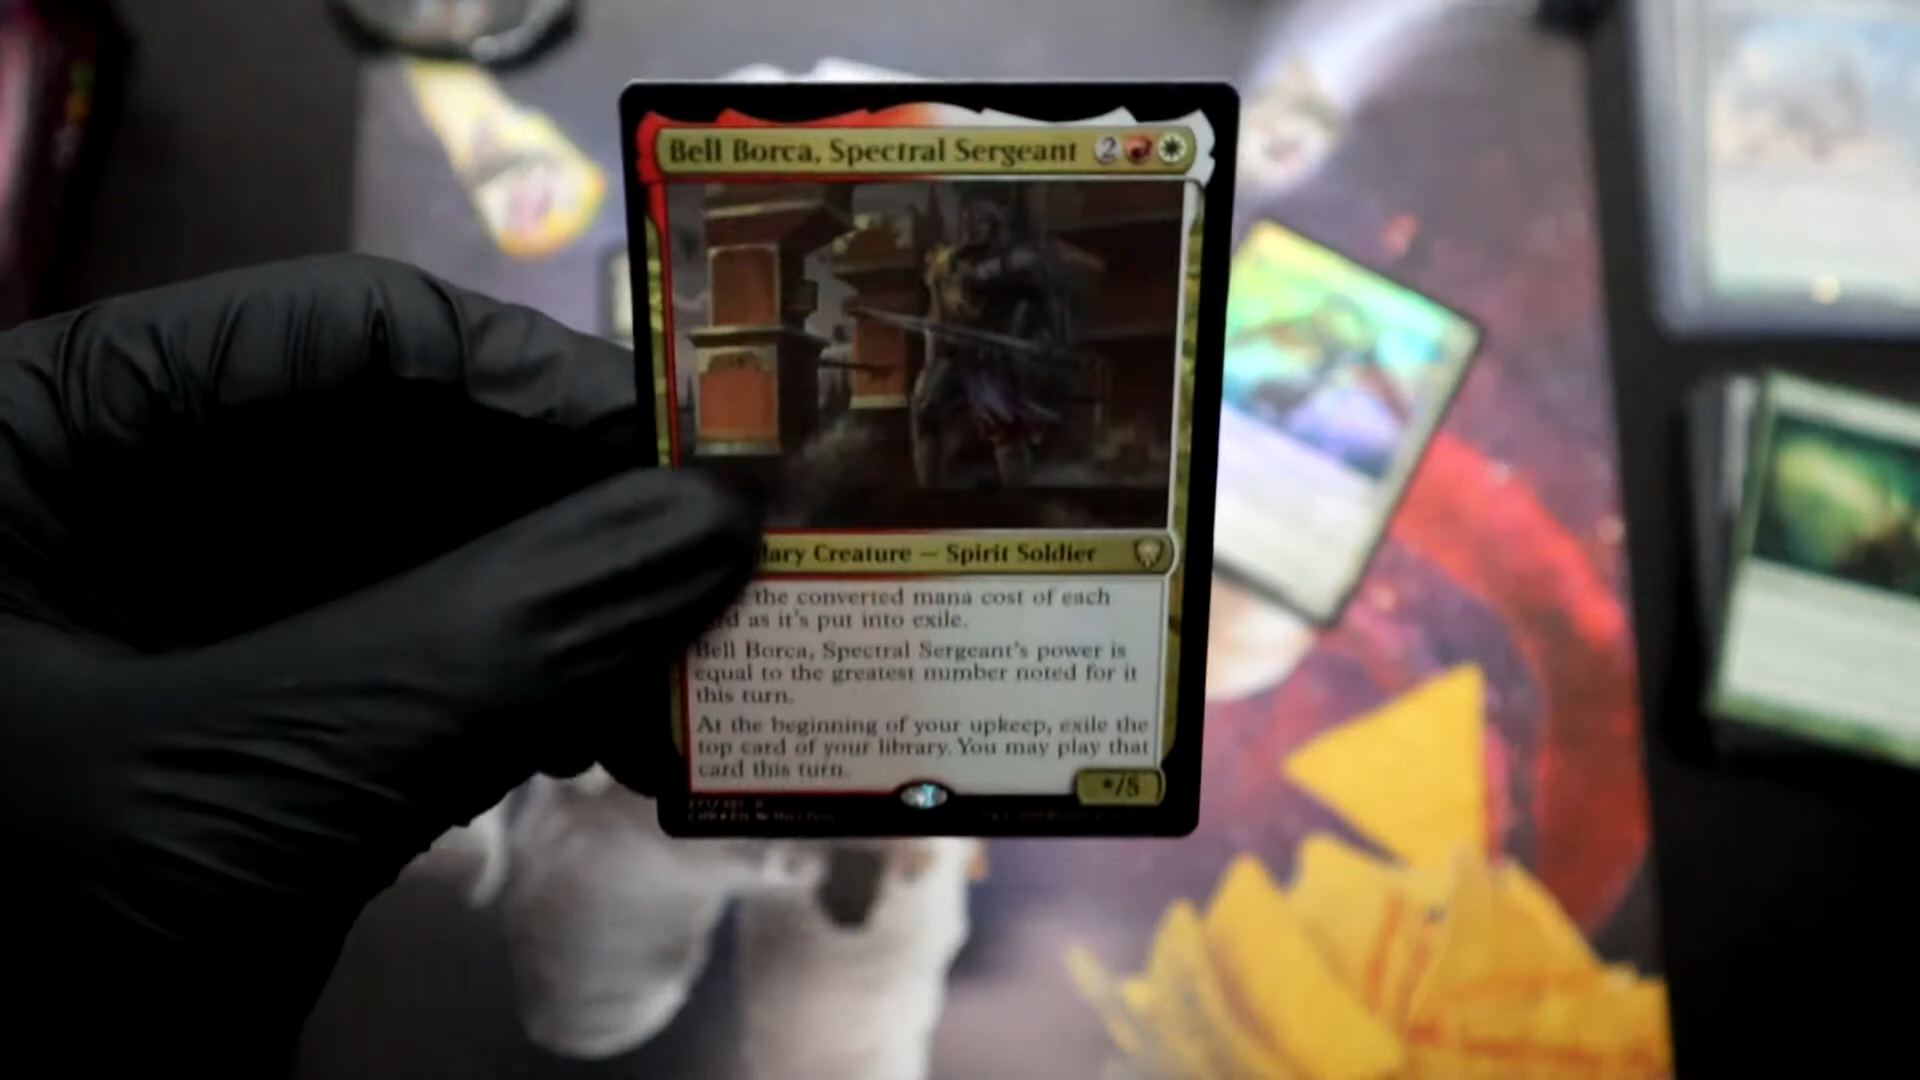 Bell Borca, Spectral Sergeant 2
Creature — Spirit Soldier
the converted mana cost of each
as it's put into exile.
Bell Borca, Spectral Sergeant's power is
equal to the greatest number noted for it
this turn.
At the beginning of your upkeep, exile the
top card of your library. You may play that
card this turn.
*/5